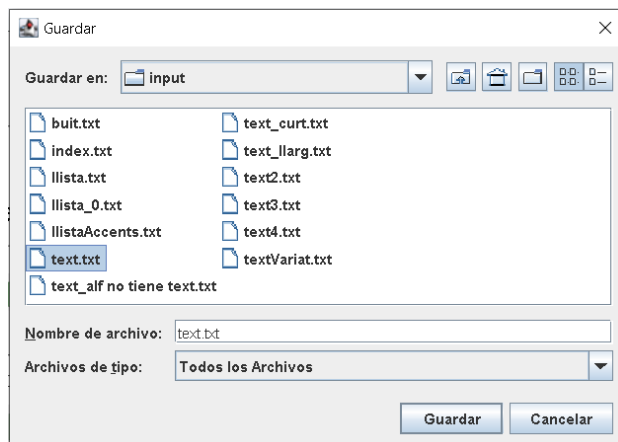 Guardar
Guardar en: input
buit.txt
index.txt
llista.txt
llista_0.txt
llistaAccents.txt
text.txt
text_alf no tiene text.txt
text_curt.txt
text_llarg.txt
text2.txt
text3.txt
text4.txt
textVariat.txt
Nombre de archivo: text.txt
Archivos de tipo: Todos los Archivos
Guardar Cancelar